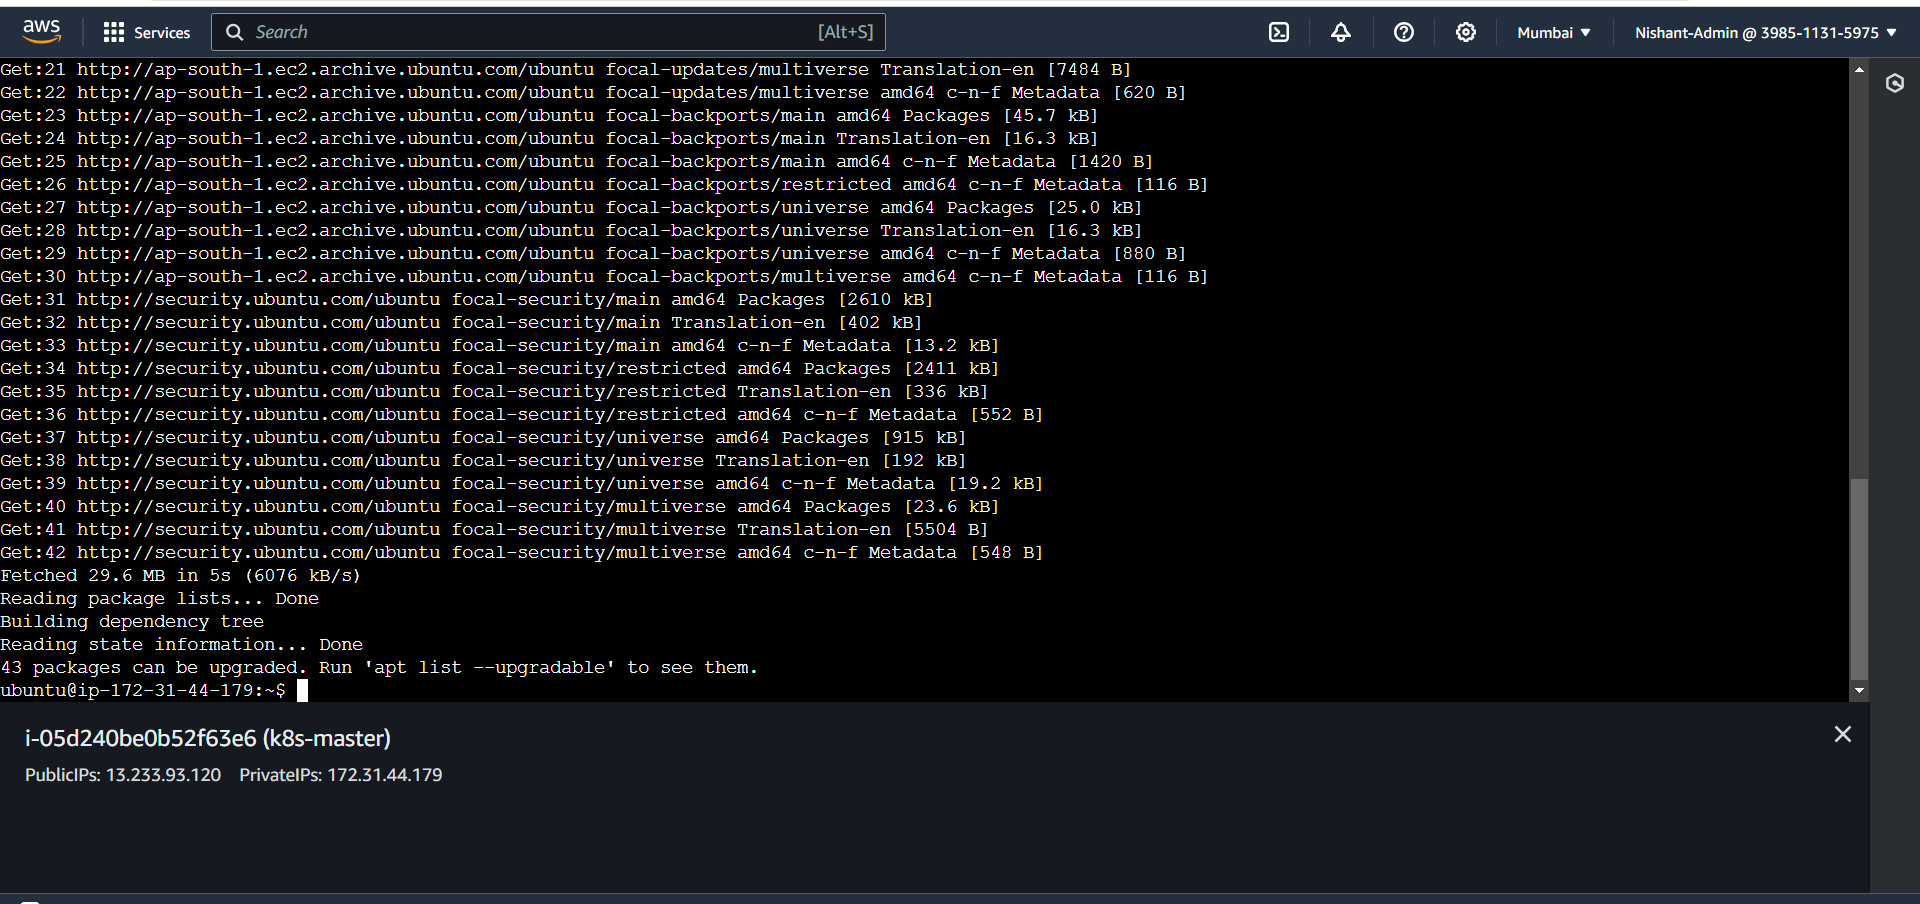 aws
Services
Search
[Alt+S]
Mumbai
Nishant-Admin @ 3985-1131-5975
Get:21 http://ap-south-1.ec2.archive.ubuntu.com/ubuntu focal-updates/multiverse Translation-en [7484 B]
Get:22 http://ap-south-1.ec2.archive.ubuntu.com/ubuntu focal-updates/multiverse amd64 c-n-f Metadata [620 B]
Get:23 http://ap-south-1.ec2.archive.ubuntu.com/ubuntu focal-backports/main amd64 Packages [45.7 kB]
Get:24 http://ap-south-1.ec2.archive.ubuntu.com/ubuntu focal-backports/main Translation-en [16.3 kB]
Get:25 http://ap-south-1.ec2.archive.ubuntu.com/ubuntu focal-backports/main amd64 c-n-f Metadata [1420 B]
Get:26 http://ap-south-1.ec2.archive.ubuntu.com/ubuntu focal-backports/restricted amd64 c-n-f Metadata [116 B]
Get:27 http://ap-south-1.ec2.archive.ubuntu.com/ubuntu focal-backports/universe amd64 Packages [25.0 kB]
Get:28 http://ap-south-1.ec2.archive.ubuntu.com/ubuntu focal-backports/universe Translation-en [16.3 kB]
Get:29 http://ap-south-1.ec2.archive.ubuntu.com/ubuntu focal-backports/universe amd64 c-n-f Metadata [880 B]
Get:30 http://ap-south-1.ec2.archive.ubuntu.com/ubuntu focal-backports/multiverse amd64 c-n-f Metadata [116 B]
Get:31 http://security.ubuntu.com/ubuntu focal-security/main amd64 Packages [2610 kB]
Get:32 http://security.ubuntu.com/ubuntu focal-security/main Translation-en [402 kB]
Get:33 http://security.ubuntu.com/ubuntu focal-security/main amd64 c-n-f Metadata [13.2 kB]
Get:34 http://security.ubuntu.com/ubuntu focal-security/restricted amd64 Packages [2411 kB]
Get:35 http://security.ubuntu.com/ubuntu focal-security/restricted Translation-en [336 kB]
Get:36 http://security.ubuntu.com/ubuntu focal-security/restricted amd64 c-n-f Metadata [552 B]
Get:37 http://security.ubuntu.com/ubuntu focal-security/universe amd64 Packages [915 kB]
Get:38 http://security.ubuntu.com/ubuntu focal-security/universe Translation-en [192 kB]
Get:39 http://security.ubuntu.com/ubuntu focal-security/universe amd64 c-n-f Metadata [19.2 kB]
Get:40 http://security.ubuntu.com/ubuntu focal-security/multiverse amd64 Packages [23.6 kB]
Get:41 http://security.ubuntu.com/ubuntu focal-security/multiverse Translation-en [5504 B]
Get:42 http://security.ubuntu.com/ubuntu focal-security/multiverse amd64 c-n-f Metadata [548 B]
Fetched 29.6 MB in 5s (6076 kB/s)
Reading package lists... Done
Building dependency tree
Reading state information... Done
43 packages can be upgraded. Run 'apt list --upgradable' to see them.
ubuntu@ip-172-31-44-179:~$
i-05d240be0b52f63e6 (k8s-master)
PublicIPs: 13.233.93.120 PrivateIPs: 172.31.44.179